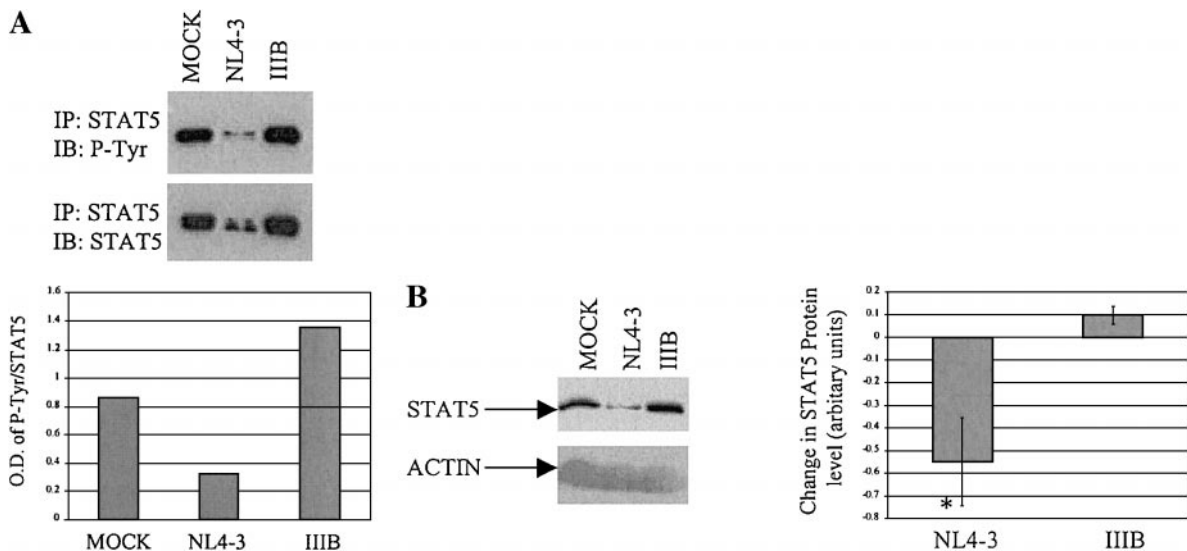 A
MOCK
NL4-3
IIIB
IP: STAT5
IB: P-Tyr
IP: STAT5
IB: STAT5
O.D. of P-Tyr/STAT5
1.6
1.4
1.2
1
0.8
0.6
0.4
0.2
0
MOCK NL4-3 IIIB
B
MOCK
NL4-3
IIIB
STAT5
ACTIN
Change in STAT5 Protein
level (arbitary units)
0.2
0.1
0
-0.1
-0.2
-0.3
-0.4
-0.5
-0.6
-0.7
-0.8
*
NL4-3 IIIB